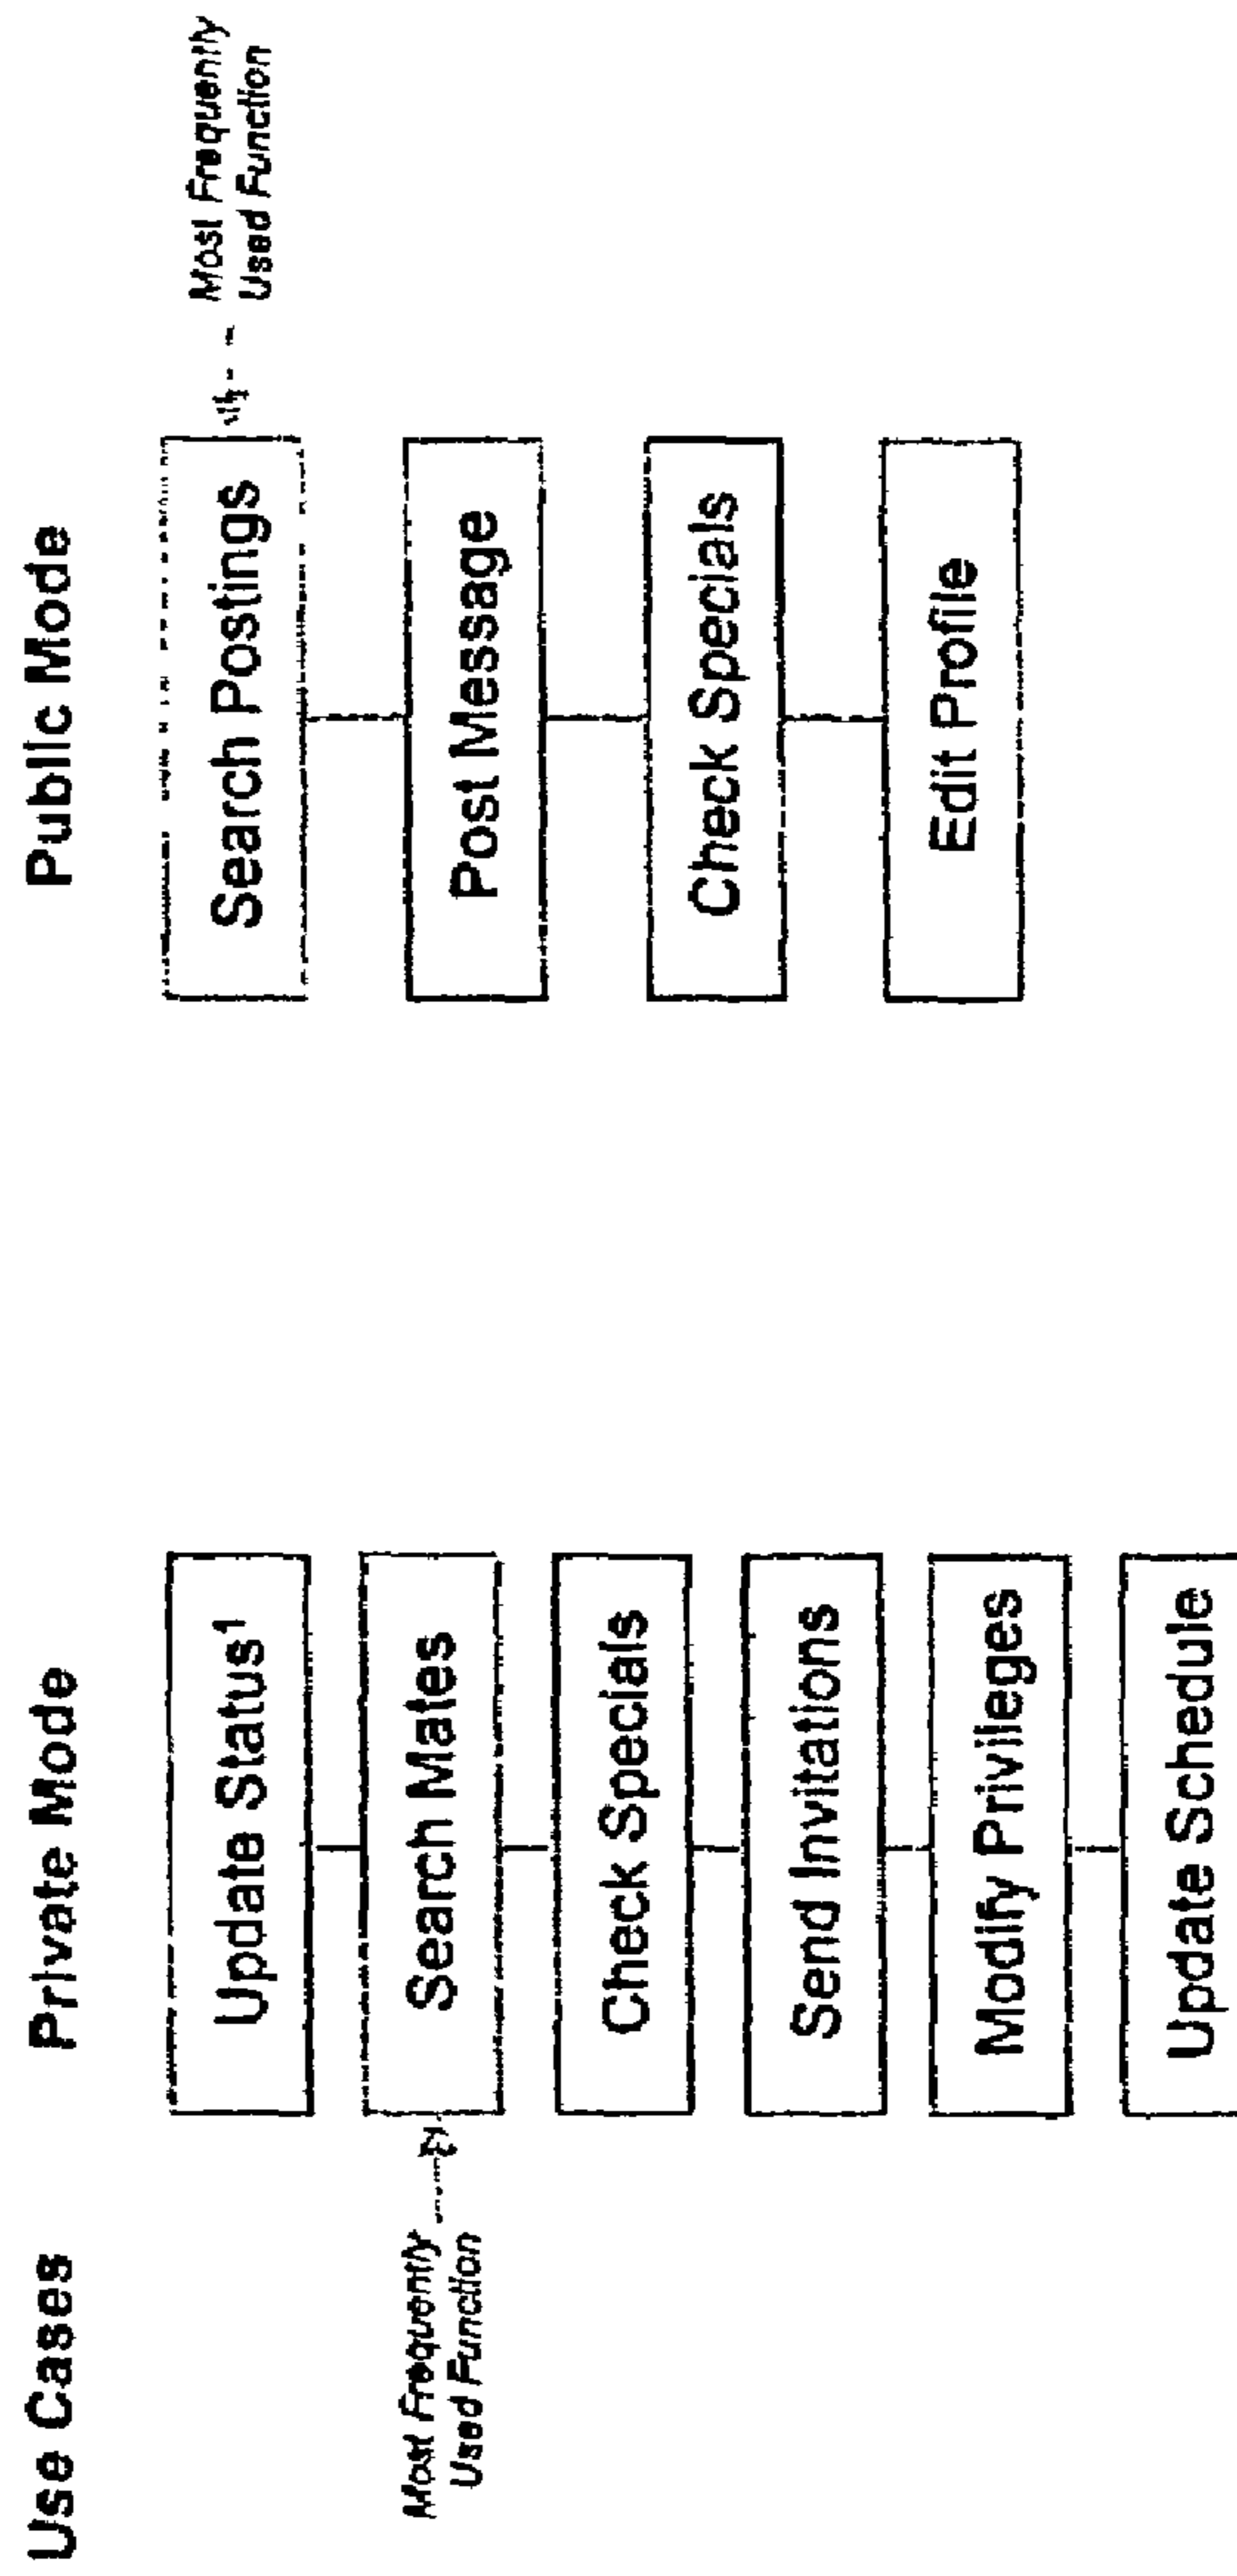 Use Cases
Private Mode
Public Mode
Update Status¹
Most Frequently
Used Function
Search Mates
Check Specials
Send Invitations
Modify Privileges
Update Schedule
Search Postings
Most Frequently
Used Function
Post Message
Check Specials
Edit Profile